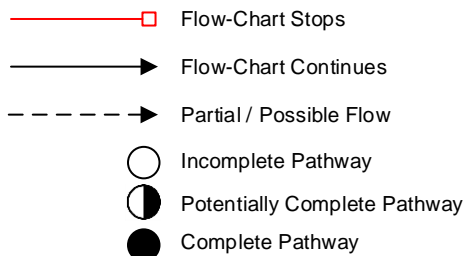 Flow-Chart Stops
Flow-Chart Continues
Partial / Possible Flow
Incomplete Pathway
Potentially Complete Pathway
Complete Pathway